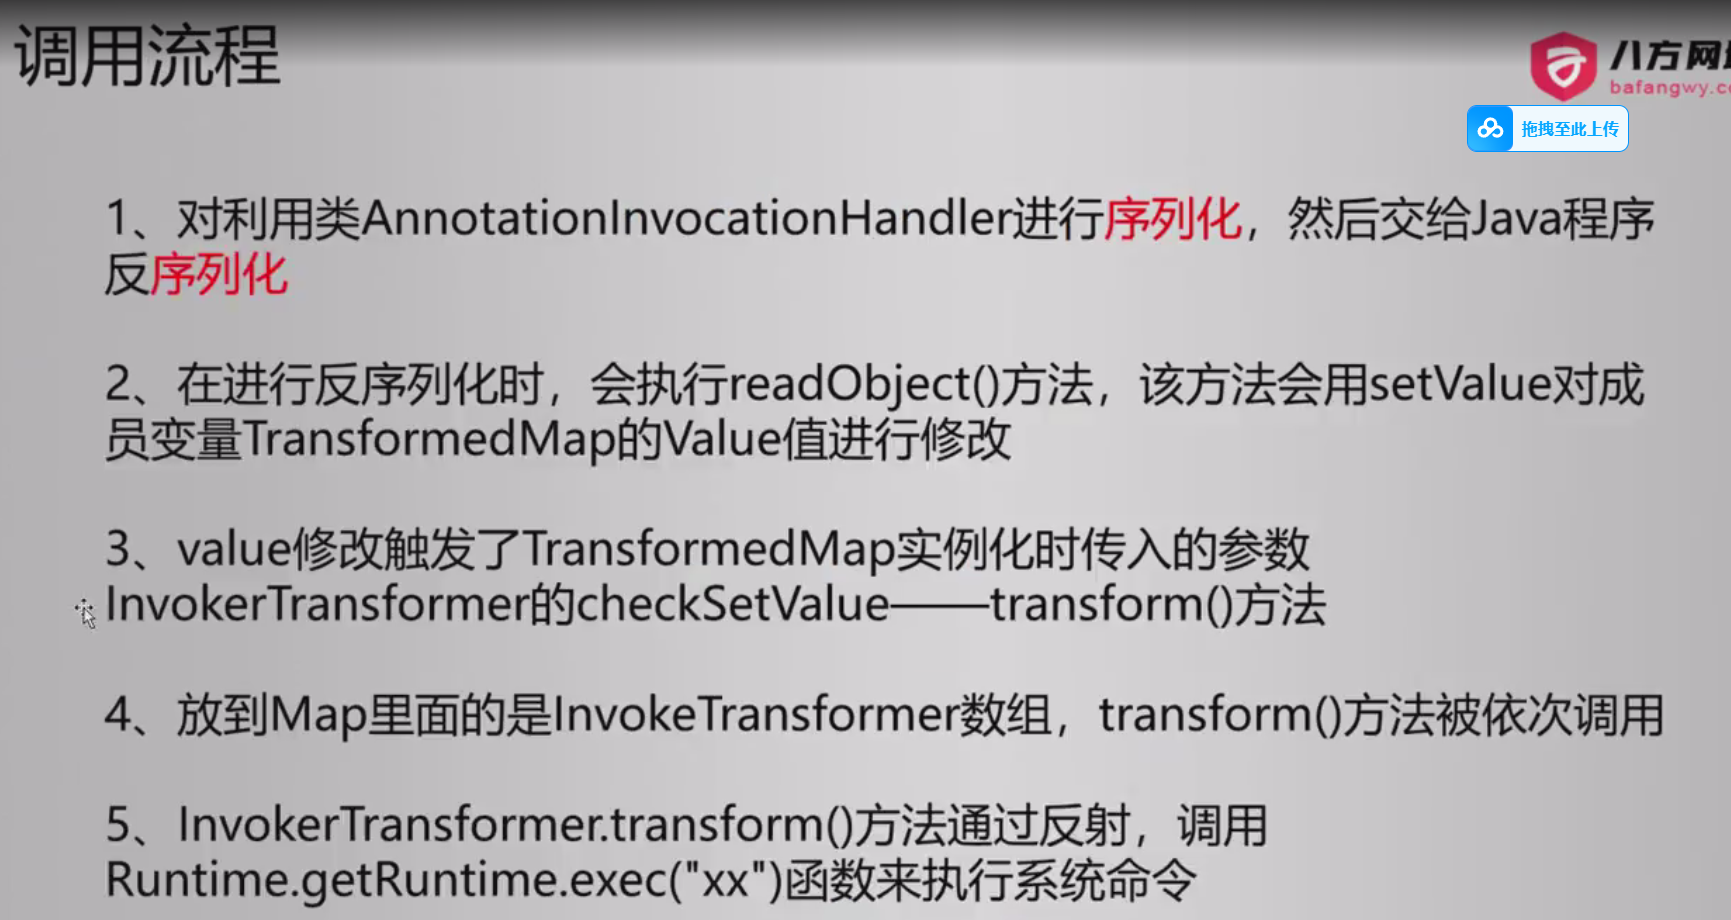 调用流程
八方网
bafangwy.c
拖拽至此上传
1、对利用类AnnotationInvocationHandler进行序列化，然后交给Java程序
反序列化
2、在进行反序列化时，会执行readObject()方法，该方法会用setValue对成
员变量TransformedMap的Value值进行修改
3、value修改触发了TransformedMap实例化时传入的参数
InvokerTransformer的checkSetValue——transform()方法
4、放到Map里面的是InvokeTransformer数组，transform()方法被依次调用
5、InvokerTransformer.transform()方法通过反射，调用
Runtime.getRuntime.exec("xx")函数来执行系统命令